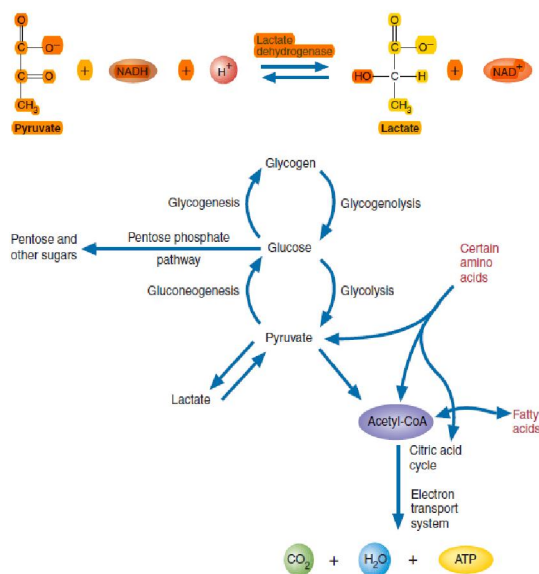 O
O
C
O⁻
Lactate
dehydrogenase
C
O⁻
+
NADH
+
H⁺
C
O
HO
C
H
+
NAD⁺
CH₃
CH₃
Pyruvate
Lactate
Glycogen
Glycogenesis
Glycogenolysis
Pentose and
other sugars
Pentose phosphate
pathway
Glucose
Certain
amino
acids
Gluconeogenesis
Glycolysis
Pyruvate
Lactate
Acetyl-CoA
Fatty
acids
Citric acid
cycle
Electron
transport
system
CO₂ + H₂O + ATP